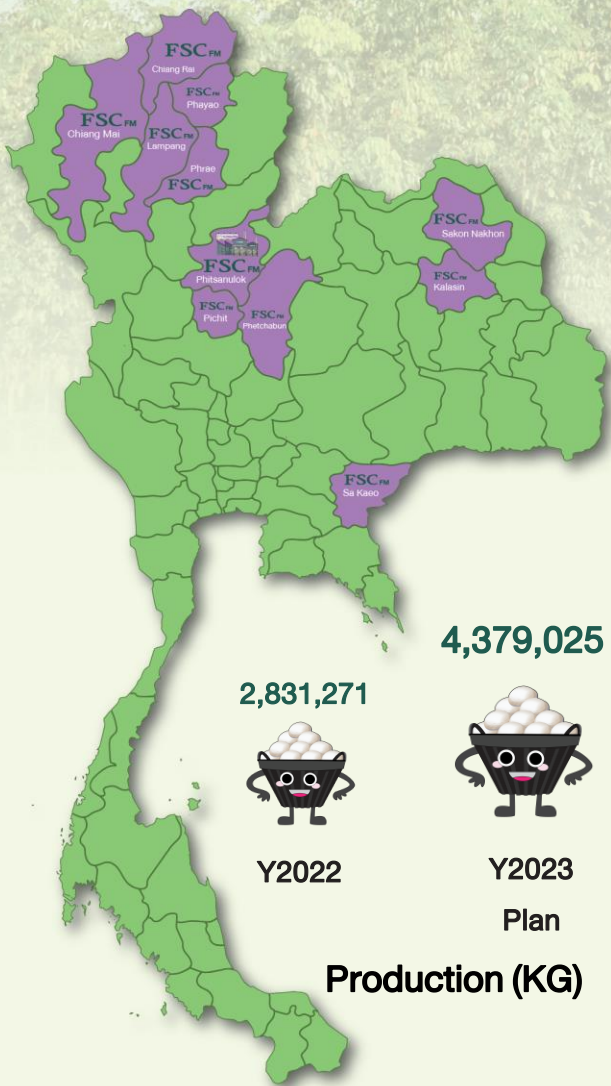 FSC FM
Chiang Rai
FSC FM
Phayao
FSC FM
Chiang Mai
FSC FM
Lampang
Phrae
FSC FM
FSC FM
Sakon Nakhon
FSC FM
Phitsanulok
FSC FM
Kalasin
FSC FM
Pichit
FSC FM
Phetchabun
FSC FM
Sa Kaeo
4,379,025
2,831,271
Y2022
Y2023
Plan
Production (KG)